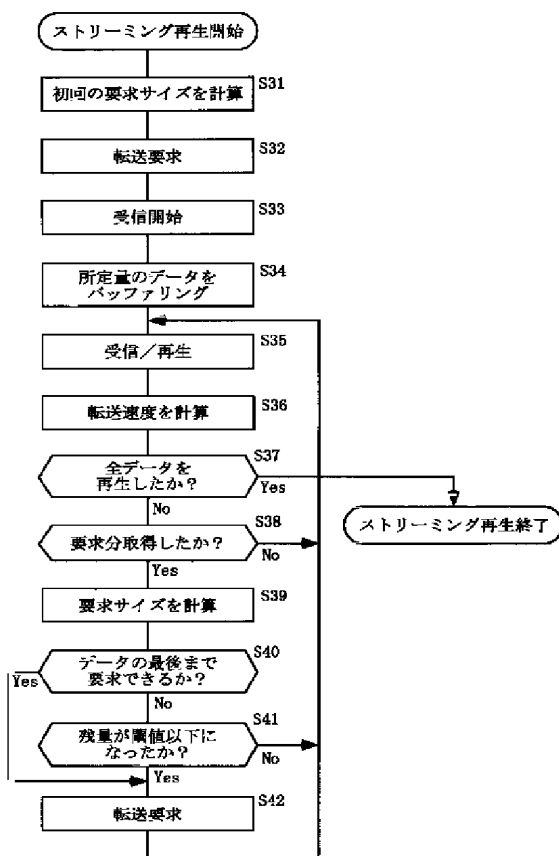 ストリーミング再生開始
初回の要求サイズを計算
S31
転送要求
S32
受信開始
S33
所定量のデータを
バッファリング
S34
受信／再生
S35
転送速度を計算
S36
全データを
再生したか？
S37
Yes
No
ストリーミング再生終了
要求分取得したか？
S38
No
Yes
要求サイズを計算
S39
データの最後まで
要求できるか？
S40
Yes
No
残量が閾値以下に
なったか？
S41
No
Yes
転送要求
S42